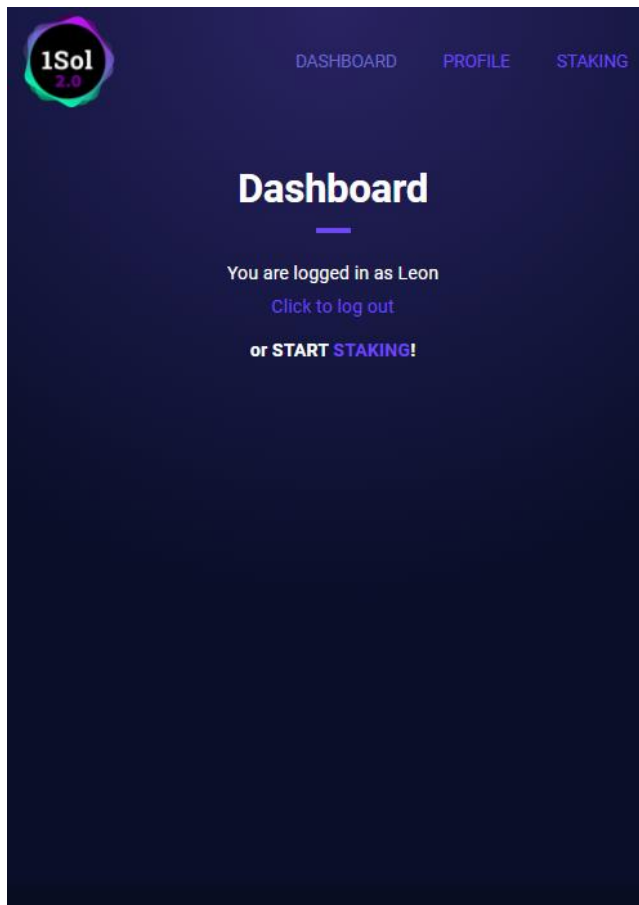 1Sol
2.0
DASHBOARD PROFILE STAKING
Dashboard
You are logged in as Leon
Click to log out
or START STAKING!